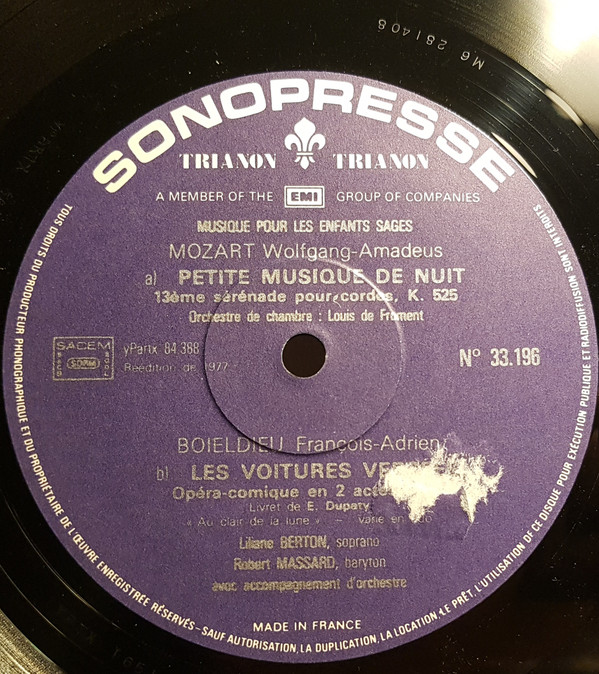 M6 281408
SONOPRESSE
TRIANON TRIANON
A MEMBER OF THE EMI GROUP OF COMPANIES
MUSIQUE POUR LES ENFANTS SAGES
MOZART Wolfgang-Amadeus
a) PETITE MUSIQUE DE NUIT
13ème sérénade pour cordes, K. 525
Orchestre de chambre : Louis de Froment
SACEM
SDRM
yPartx 84 388
Réédition de 1977
N° 33.196
BOIELDIEU François-Adrien
b) LES VOITURES
Opéra-comique en 2
Livret de E. Dupaty
« Au clair de la lune » - varié en
Liliane BERTON, soprano
Robert MASSARD, baryton
avec accompagnement d'orchestre
MADE IN FRANCE
TOUS DROITS DU PRODUCTEUR PHONOGRAPHIQUE ET DU PROPRIÉTAIRE DE L'ŒUVRE ENREGISTRÉE RÉSERVÉS - SAUF AUTORISATION, LA DUPLICATION, LA LOCATION, LE PRÊT, L'UTILISATION DE CE DISQUE POUR EXÉCUTION PUBLIQUE ET RADIODIFFUSION SONT INTERDITS